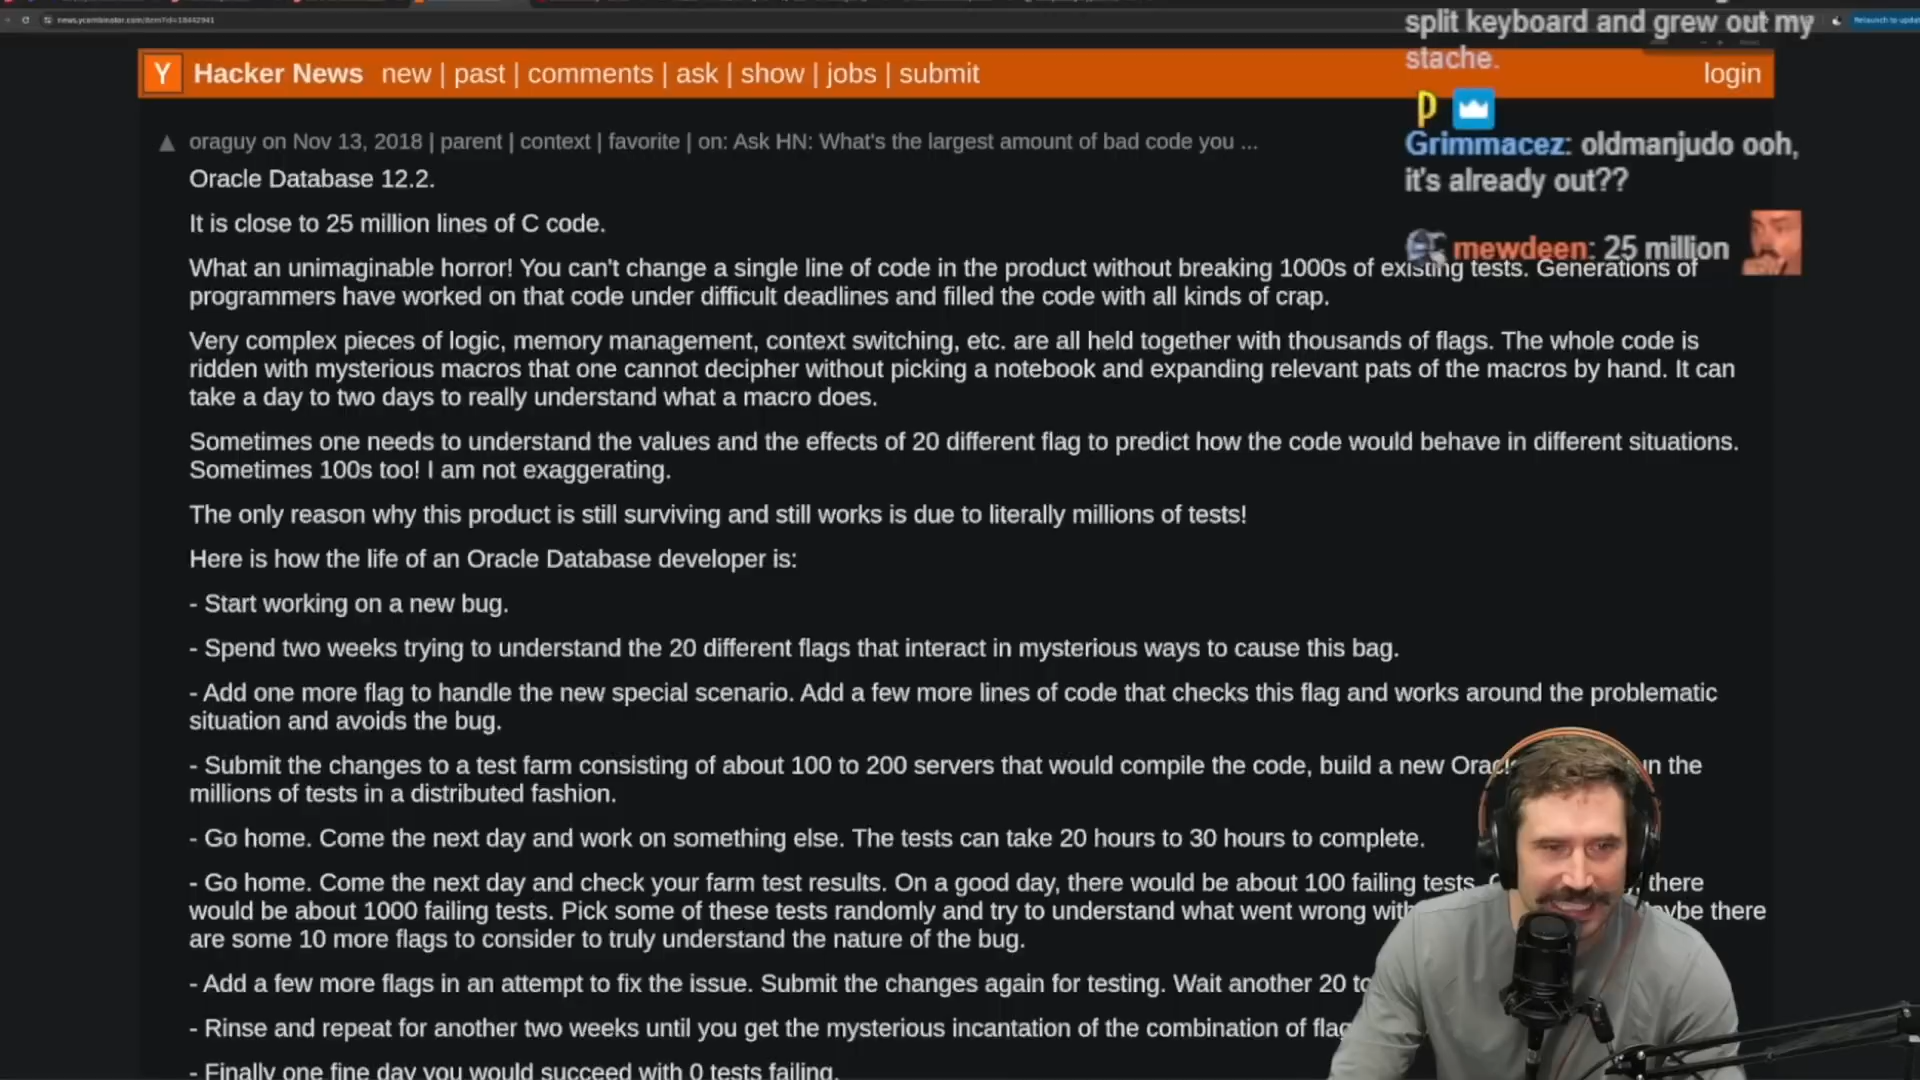 news.ycombinator.com/item?id=18442941
Relaunch to update
Y Hacker News new | past | comments | ask | show | jobs | submit login
split keyboard and grew out my
stache.
Grimmacez: oldmanjudo ooh,
it's already out??
mewdeen: 25 million
oraguy on Nov 13, 2018 | parent | context | favorite | on: Ask HN: What's the largest amount of bad code you ...
Oracle Database 12.2.
It is close to 25 million lines of C code.
What an unimaginable horror! You can't change a single line of code in the product without breaking 1000s of existing tests. Generations of
programmers have worked on that code under difficult deadlines and filled the code with all kinds of crap.
Very complex pieces of logic, memory management, context switching, etc. are all held together with thousands of flags. The whole code is
ridden with mysterious macros that one cannot decipher without picking a notebook and expanding relevant pats of the macros by hand. It can
take a day to two days to really understand what a macro does.
Sometimes one needs to understand the values and the effects of 20 different flag to predict how the code would behave in different situations.
Sometimes 100s too! I am not exaggerating.
The only reason why this product is still surviving and still works is due to literally millions of tests!
Here is how the life of an Oracle Database developer is:
- Start working on a new bug.
- Spend two weeks trying to understand the 20 different flags that interact in mysterious ways to cause this bag.
- Add one more flag to handle the new special scenario. Add a few more lines of code that checks this flag and works around the problematic
situation and avoids the bug.
- Submit the changes to a test farm consisting of about 100 to 200 servers that would compile the code, build a new Orac n the
millions of tests in a distributed fashion.
- Go home. Come the next day and work on something else. The tests can take 20 hours to 30 hours to complete.
- Go home. Come the next day and check your farm test results. On a good day, there would be about 100 failing tests. there
would be about 1000 failing tests. Pick some of these tests randomly and try to understand what went wrong with aybe there
are some 10 more flags to consider to truly understand the nature of the bug.
- Add a few more flags in an attempt to fix the issue. Submit the changes again for testing. Wait another 20 to
- Rinse and repeat for another two weeks until you get the mysterious incantation of the combination of flag
- Finally one fine day you would succeed with 0 tests failing.